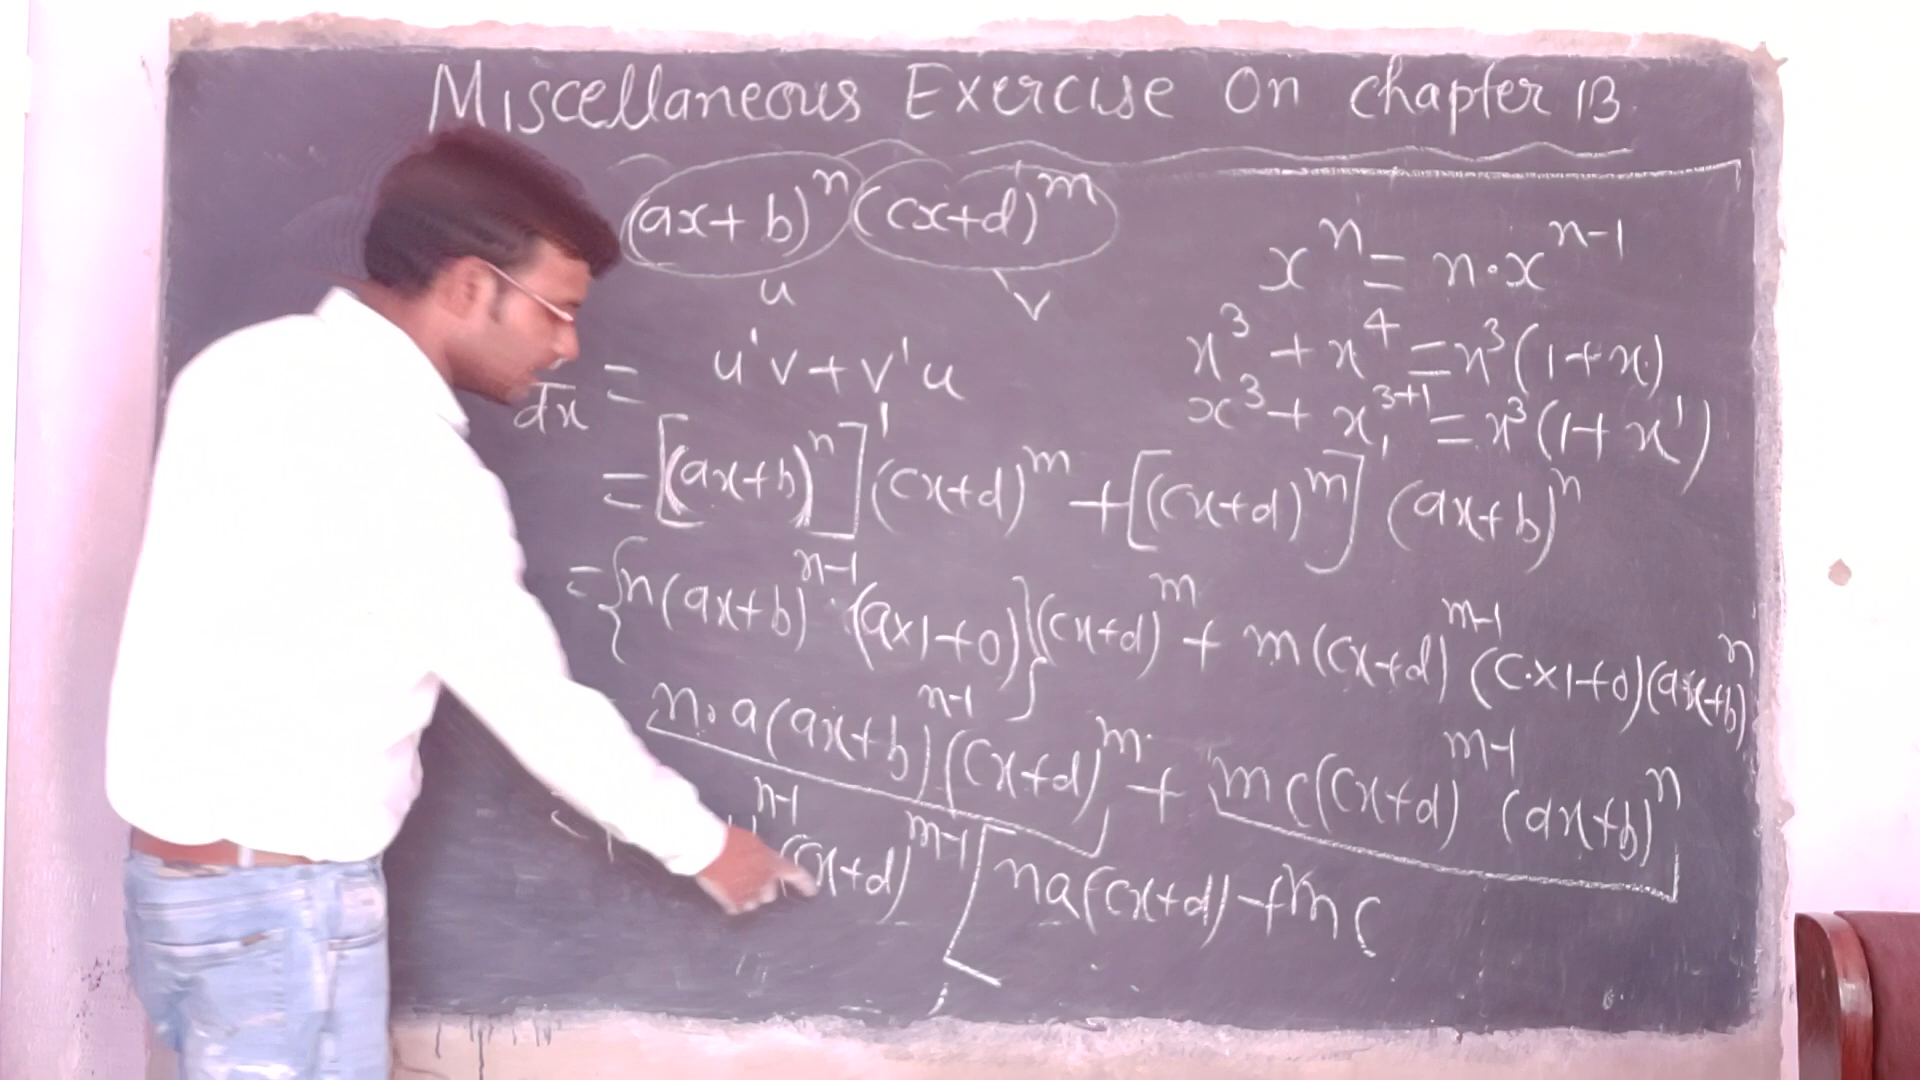 Miscellaneous Exercise On Chapter 13
(ax+b)^n (cx+d)^m
u v
x^n = n·x^{n-1}
x^3 + x^4 = x^3(1+x)
x^3 + x^{3+1} = x^3(1+x^1)
dx = u'v+v'u
= [(ax+b)^n]' (cx+d)^m + [(cx+d)^m]' (ax+b)^n
= {n(ax+b)^{n-1}·(ax1+0)}(cx+d)^m + m(cx+d)^{m-1} (c·x1+0)(ax+b)^n
n·a(ax+b)^{n-1} (cx+d)^m + mc(cx+d)^{m-1} (ax+b)^n
= ^{n-1} (cx+d)^{m-1} [na(cx+d)+mc